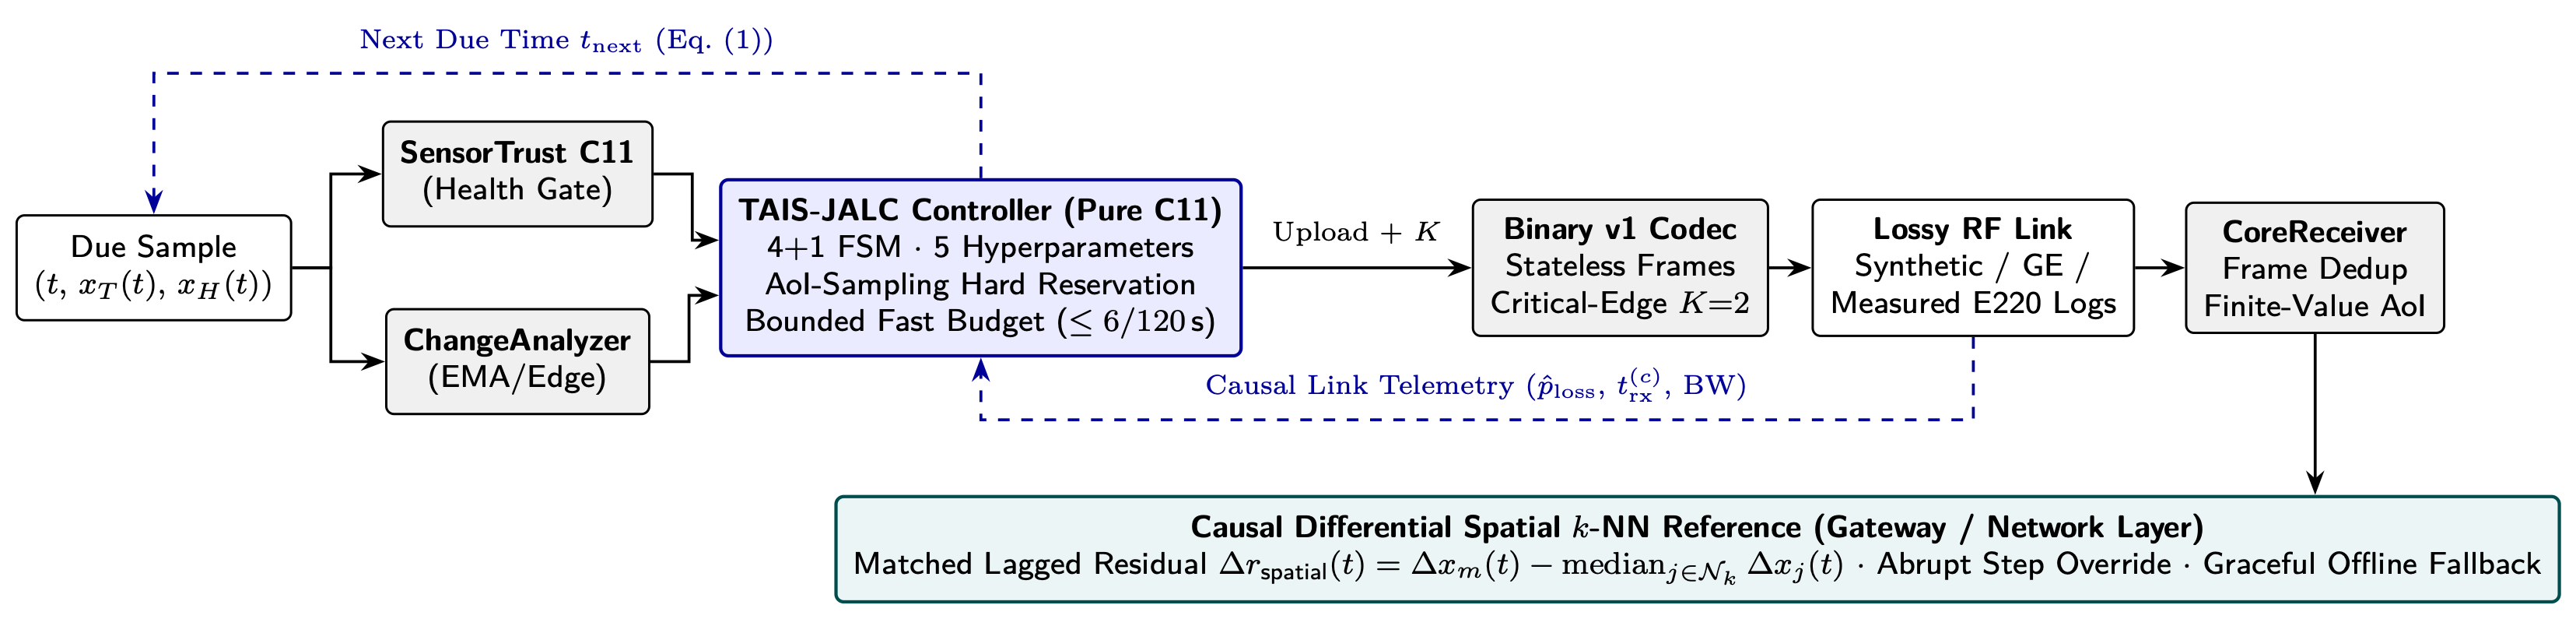 Next Due Time t_next (Eq. (1))
SensorTrust C11
(Health Gate)
Due Sample
(t, x_T(t), x_H(t))
ChangeAnalyzer
(EMA/Edge)
TAIS-JALC Controller (Pure C11)
4+1 FSM · 5 Hyperparameters
AoI-Sampling Hard Reservation
Bounded Fast Budget (≤ 6/120 s)
Upload + K
Binary v1 Codec
Stateless Frames
Critical-Edge K=2
Lossy RF Link
Synthetic / GE /
Measured E220 Logs
CoreReceiver
Frame Dedup
Finite-Value AoI
Causal Link Telemetry (p̂_loss, t_rx^(c), BW)
Causal Differential Spatial k-NN Reference (Gateway / Network Layer)
Matched Lagged Residual Δr_spatial(t) = Δx_m(t) − median_{j∈𝒩_k} Δx_j(t) · Abrupt Step Override · Graceful Offline Fallback